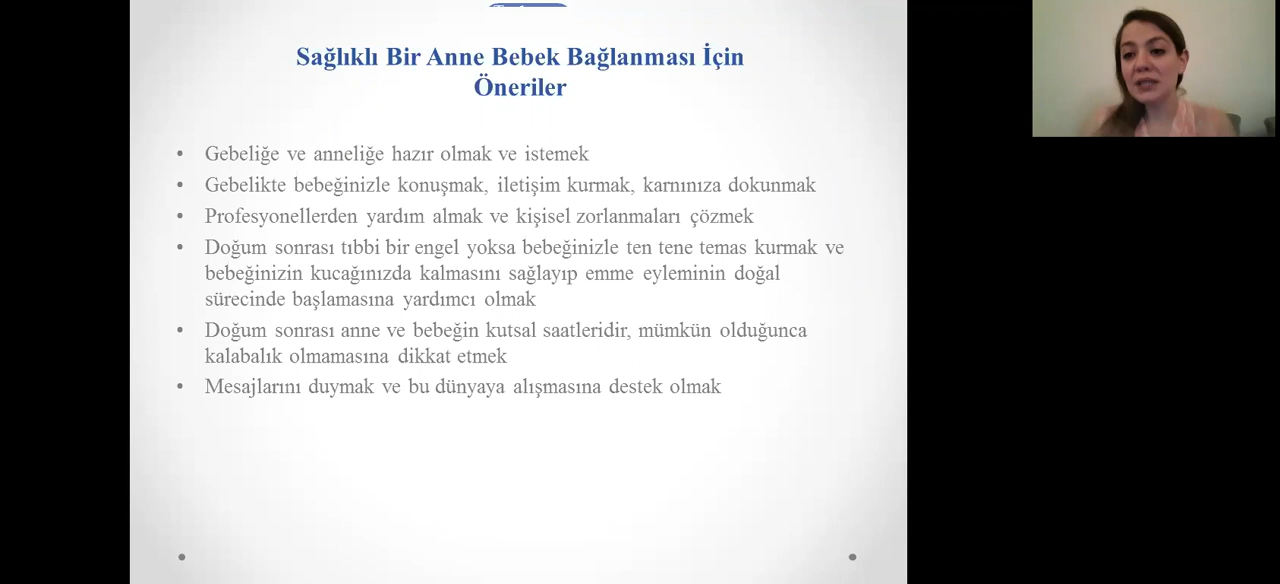 Sağlıklı Bir Anne Bebek Bağlanması İçin
Öneriler
• Gebeliğe ve anneliğe hazır olmak ve istemek
• Gebelikte bebeğinizle konuşmak, iletişim kurmak, karnınıza dokunmak
• Profesyonellerden yardım almak ve kişisel zorlanmaları çözmek
• Doğum sonrası tıbbi bir engel yoksa bebeğinizle ten tene temas kurmak ve
bebeğinizin kucağınızda kalmasını sağlayıp emme eyleminin doğal
sürecinde başlamasına yardımcı olmak
• Doğum sonrası anne ve bebeğin kutsal saatleridir, mümkün olduğunca
kalabalık olmamasına dikkat etmek
• Mesajlarını duymak ve bu dünyaya alışmasına destek olmak